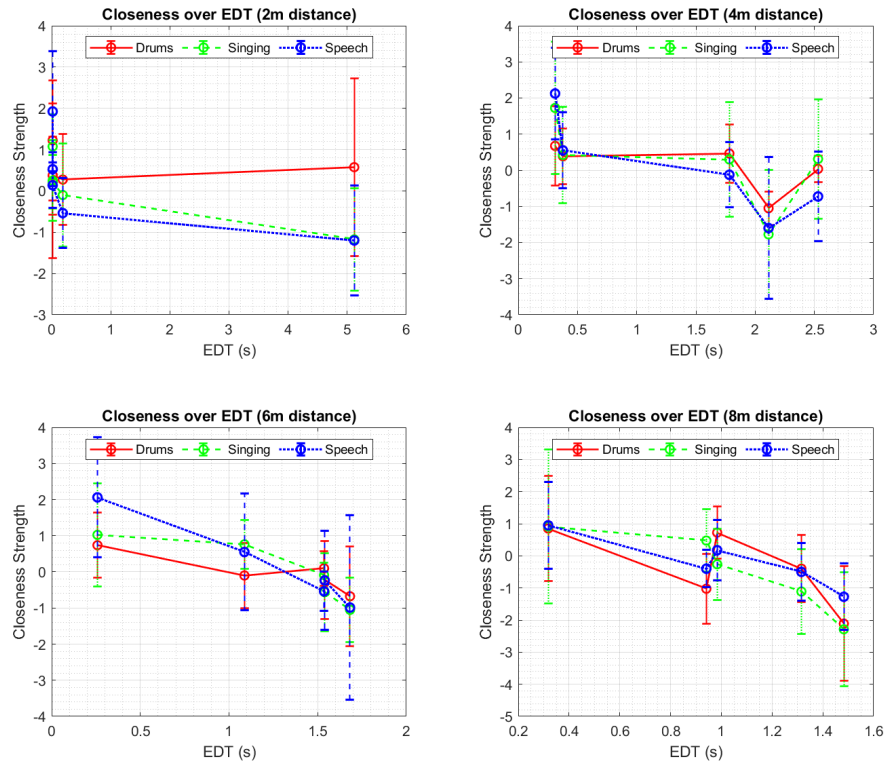 Closeness over EDT (2m distance)
Drums Singing Speech
Closeness Strength
4
3
2
1
0
-1
-2
-3
0 1 2 3 4 5 6
EDT (s)
Closeness over EDT (4m distance)
Drums Singing Speech
Closeness Strength
4
3
2
1
0
-1
-2
-3
-4
0 0.5 1 1.5 2 2.5 3
EDT (s)
Closeness over EDT (6m distance)
Drums Singing Speech
Closeness Strength
4
3
2
1
0
-1
-2
-3
-4
0 0.5 1 1.5 2
EDT (s)
Closeness over EDT (8m distance)
Drums Singing Speech
Closeness Strength
4
3
2
1
0
-1
-2
-3
-4
-5
0.2 0.4 0.6 0.8 1 1.2 1.4 1.6
EDT (s)